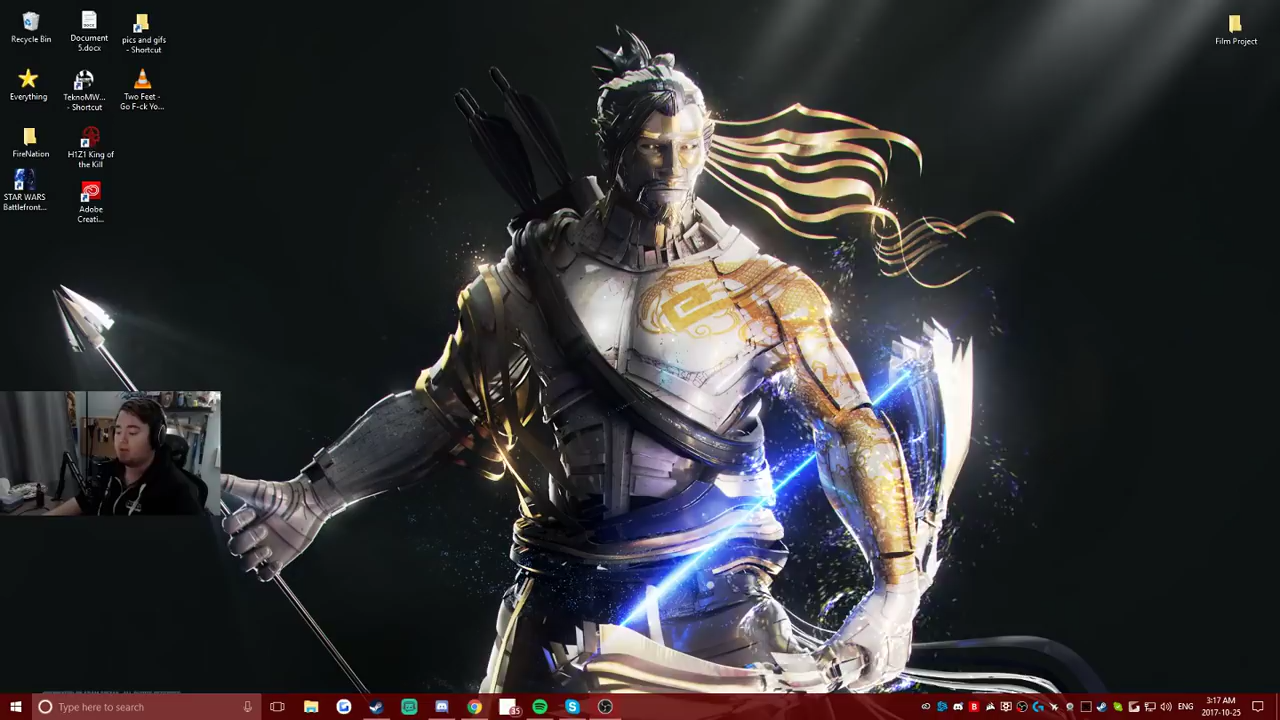 Recycle Bin
Document
5.docx
pics and gifs
- Shortcut
Film Project
Everything
TeknoMW...
- Shortcut
Two Feet -
Go F-ck Yo...
FireNation
H1Z1 King of
the Kill
STAR WARS
Battlefront...
Adobe
Creati...
Type here to search
35
ENG
3:17 AM
2017-10-25